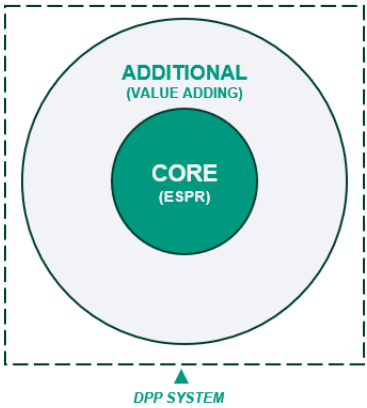 ADDITIONAL
(VALUE ADDING)
CORE
(ESPR)
DPP SYSTEM